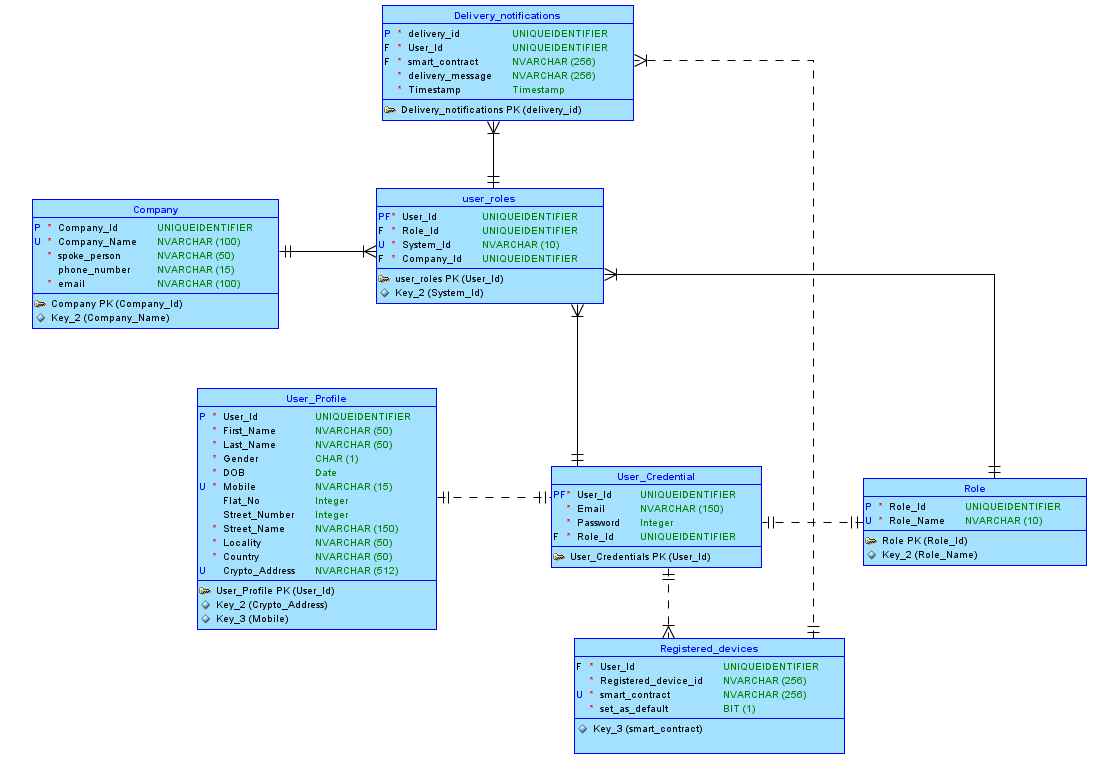 Delivery_notifications
P * delivery_id UNIQUEIDENTIFIER
F * User_Id UNIQUEIDENTIFIER
F * smart_contract NVARCHAR (256)
* delivery_message NVARCHAR (256)
* Timestamp Timestamp
Delivery_notifications PK (delivery_id)
Company
P * Company_Id UNIQUEIDENTIFIER
U * Company_Name NVARCHAR (100)
* spoke_person NVARCHAR (50)
phone_number NVARCHAR (15)
* email NVARCHAR (100)
Company PK (Company_Id)
Key_2 (Company_Name)
user_roles
PF* User_Id UNIQUEIDENTIFIER
F * Role_Id UNIQUEIDENTIFIER
U * System_Id NVARCHAR (10)
F * Company_Id UNIQUEIDENTIFIER
user_roles PK (User_Id)
Key_2 (System_Id)
User_Profile
P * User_Id UNIQUEIDENTIFIER
* First_Name NVARCHAR (50)
* Last_Name NVARCHAR (50)
* Gender CHAR (1)
* DOB Date
U * Mobile NVARCHAR (15)
Flat_No Integer
Street_Number Integer
* Street_Name NVARCHAR (150)
* Locality NVARCHAR (50)
* Country NVARCHAR (50)
U Crypto_Address NVARCHAR (512)
User_Profile PK (User_Id)
Key_2 (Crypto_Address)
Key_3 (Mobile)
User_Credential
PF* User_Id UNIQUEIDENTIFIER
* Email NVARCHAR (150)
* Password Integer
F * Role_Id UNIQUEIDENTIFIER
User_Credentials PK (User_Id)
Role
P * Role_Id UNIQUEIDENTIFIER
U * Role_Name NVARCHAR (10)
Role PK (Role_Id)
Key_2 (Role_Name)
Registered_devices
F * User_Id UNIQUEIDENTIFIER
* Registered_device_id NVARCHAR (256)
U * smart_contract NVARCHAR (256)
* set_as_default BIT (1)
Key_3 (smart_contract)